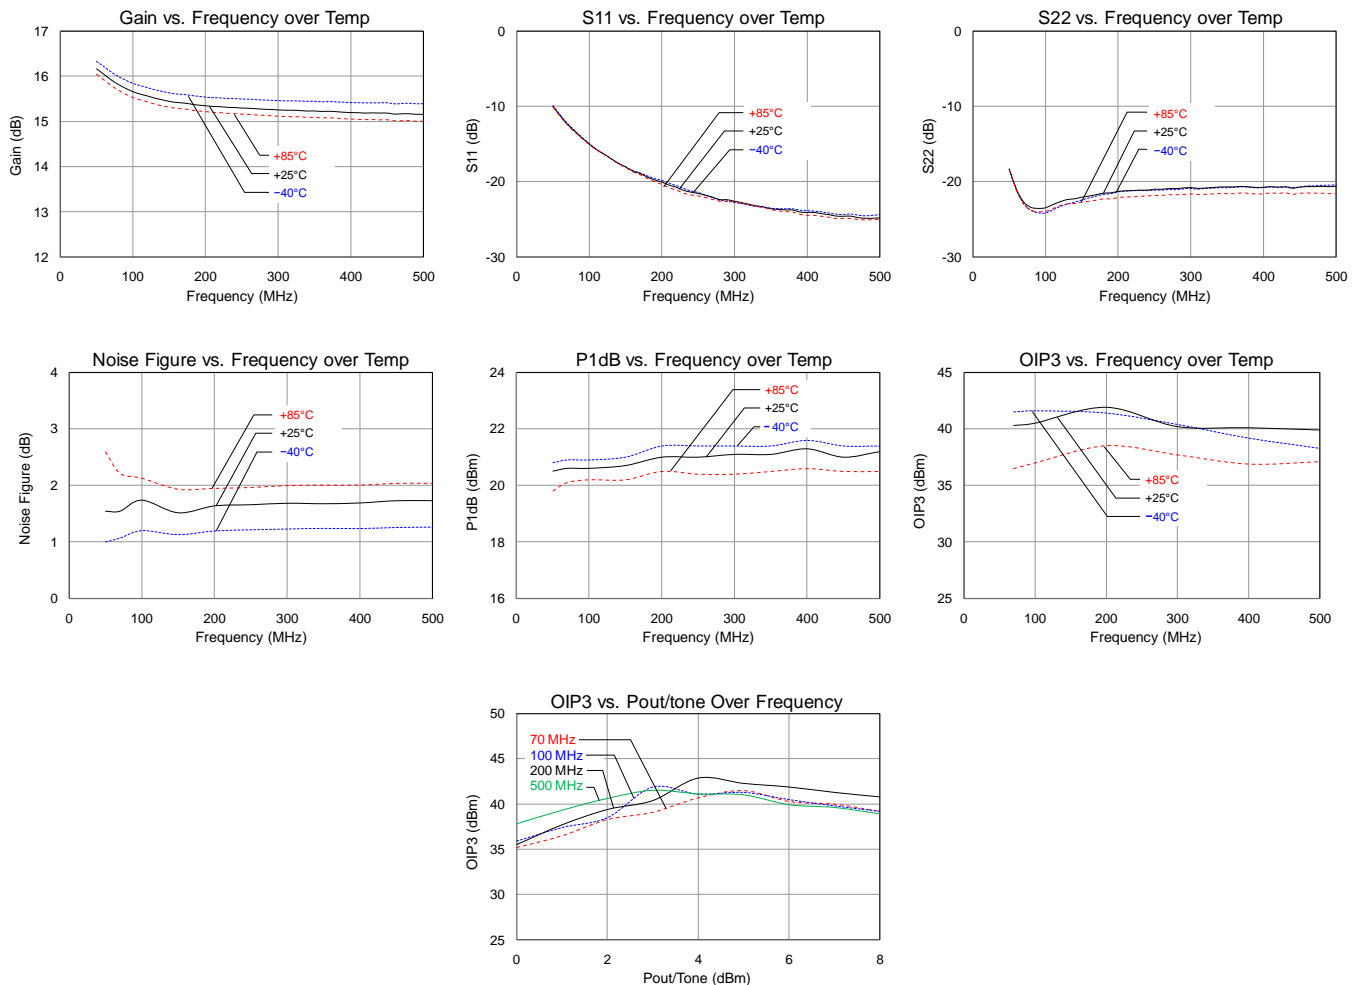 Gain vs. Frequency over Temp
17
16
15
14
13
12
Gain (dB)
+85°C
+25°C
−40°C
0 100 200 300 400 500
Frequency (MHz)
S11 vs. Frequency over Temp
0
-10
-20
-30
S11 (dB)
+85°C
+25°C
−40°C
0 100 200 300 400 500
Frequency (MHz)
S22 vs. Frequency over Temp
0
-10
-20
-30
S22 (dB)
+85°C
+25°C
−40°C
0 100 200 300 400 500
Frequency (MHz)
Noise Figure vs. Frequency over Temp
4
3
2
1
0
Noise Figure (dB)
+85°C
+25°C
−40°C
0 100 200 300 400 500
Frequency (MHz)
P1dB vs. Frequency over Temp
24
22
20
18
16
P1dB (dBm)
+85°C
+25°C
−40°C
0 100 200 300 400 500
Frequency (MHz)
OIP3 vs. Frequency over Temp
45
40
35
30
25
OIP3 (dBm)
+85°C
+25°C
−40°C
0 100 200 300 400 500
Frequency (MHz)
OIP3 vs. Pout/tone Over Frequency
50
45
40
35
30
25
OIP3 (dBm)
70 MHz
100 MHz
200 MHz
500 MHz
0 2 4 6 8
Pout/Tone (dBm)